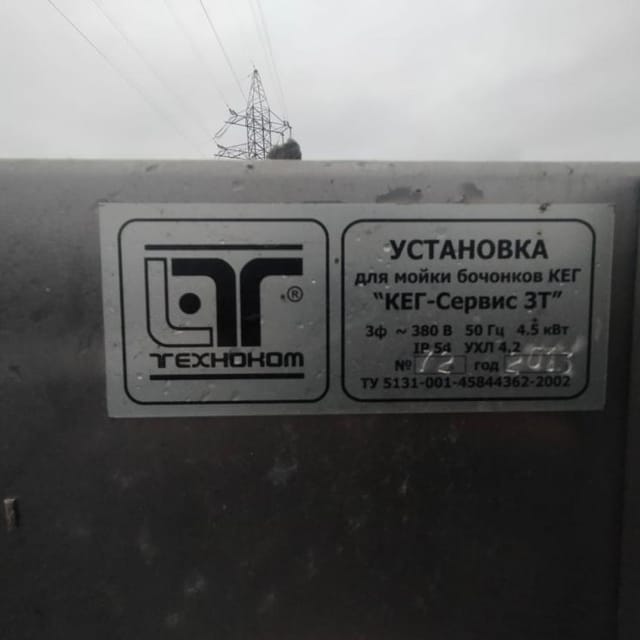 ТЕХНОКОМ
®
УСТАНОВКА
для мойки бочонков КЕГ
"КЕГ-Сервис 3Т"
3ф ~ 380 В 50 Гц 4.5 кВт
IP 54 УХЛ 4.2
№ 72 год 2013
ТУ 5131-001-45844362-2002